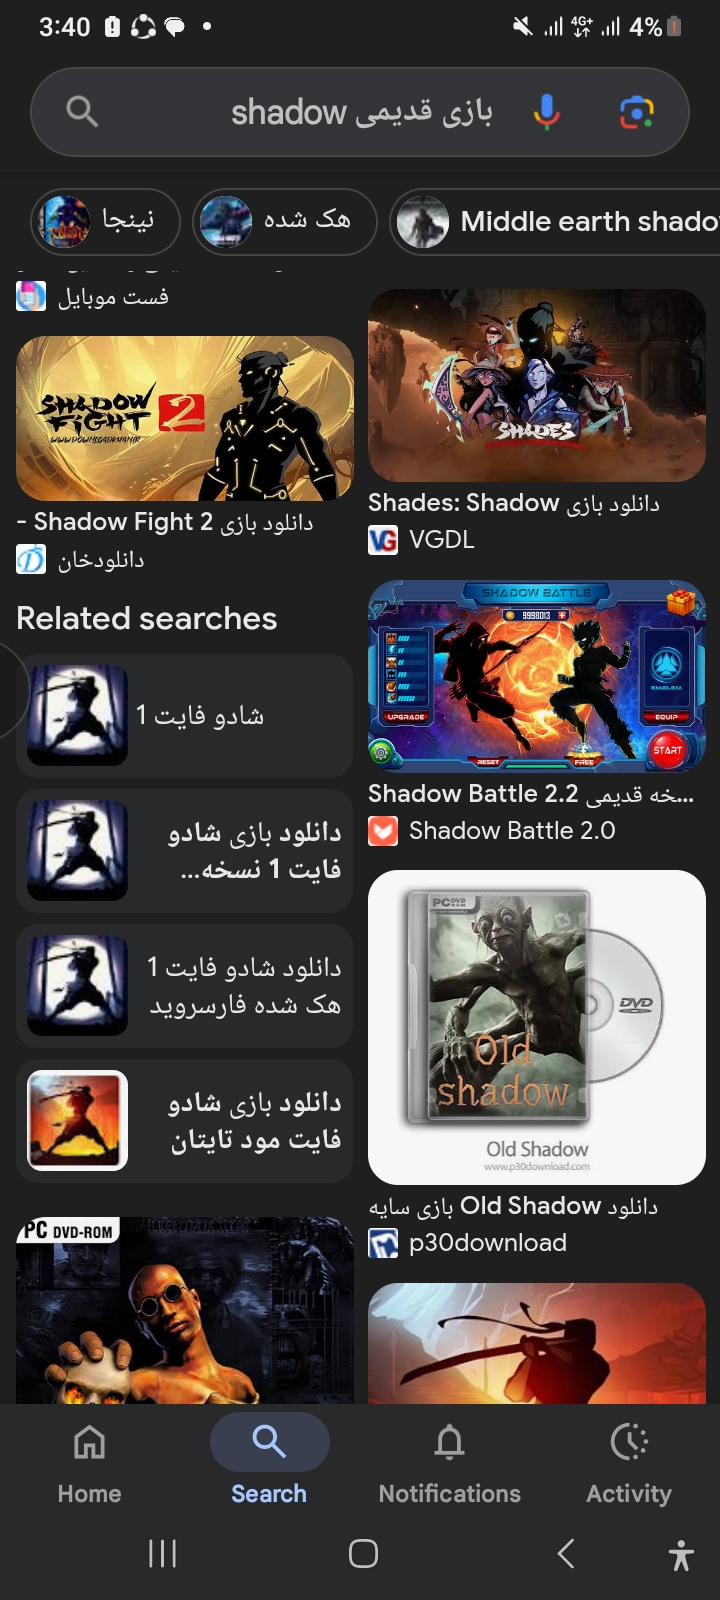 3:40
4G+
4%
بازی قدیمی shadow
نینجا
هک شده
Middle earth shado
فست موبایل
SHADOW
FIGHT 2
WWW.DOWNLOADKHAN.IR
دانلود بازی Shadow Fight 2 -
دانلودخان
Related searches
شادو فایت 1
دانلود بازی شادو
فایت 1 نسخه...
دانلود شادو فایت 1
هک شده فارسروید
دانلود بازی شادو
فایت مود تایتان
PC DVD-ROM
SHADES
دانلود بازی Shades: Shadow
VG VGDL
SHADOW BATTLE
9998013
UPGRADE
EMBLEM
EQUIP
RESET
FREE
START
...خه قدیمی Shadow Battle 2.2
Shadow Battle 2.0
PC DVD ROM
DVD
Old
shadow
Old Shadow
www.p30download.com
دانلود Old Shadow بازی سایه
p30download
Home
Search
Notifications
Activity